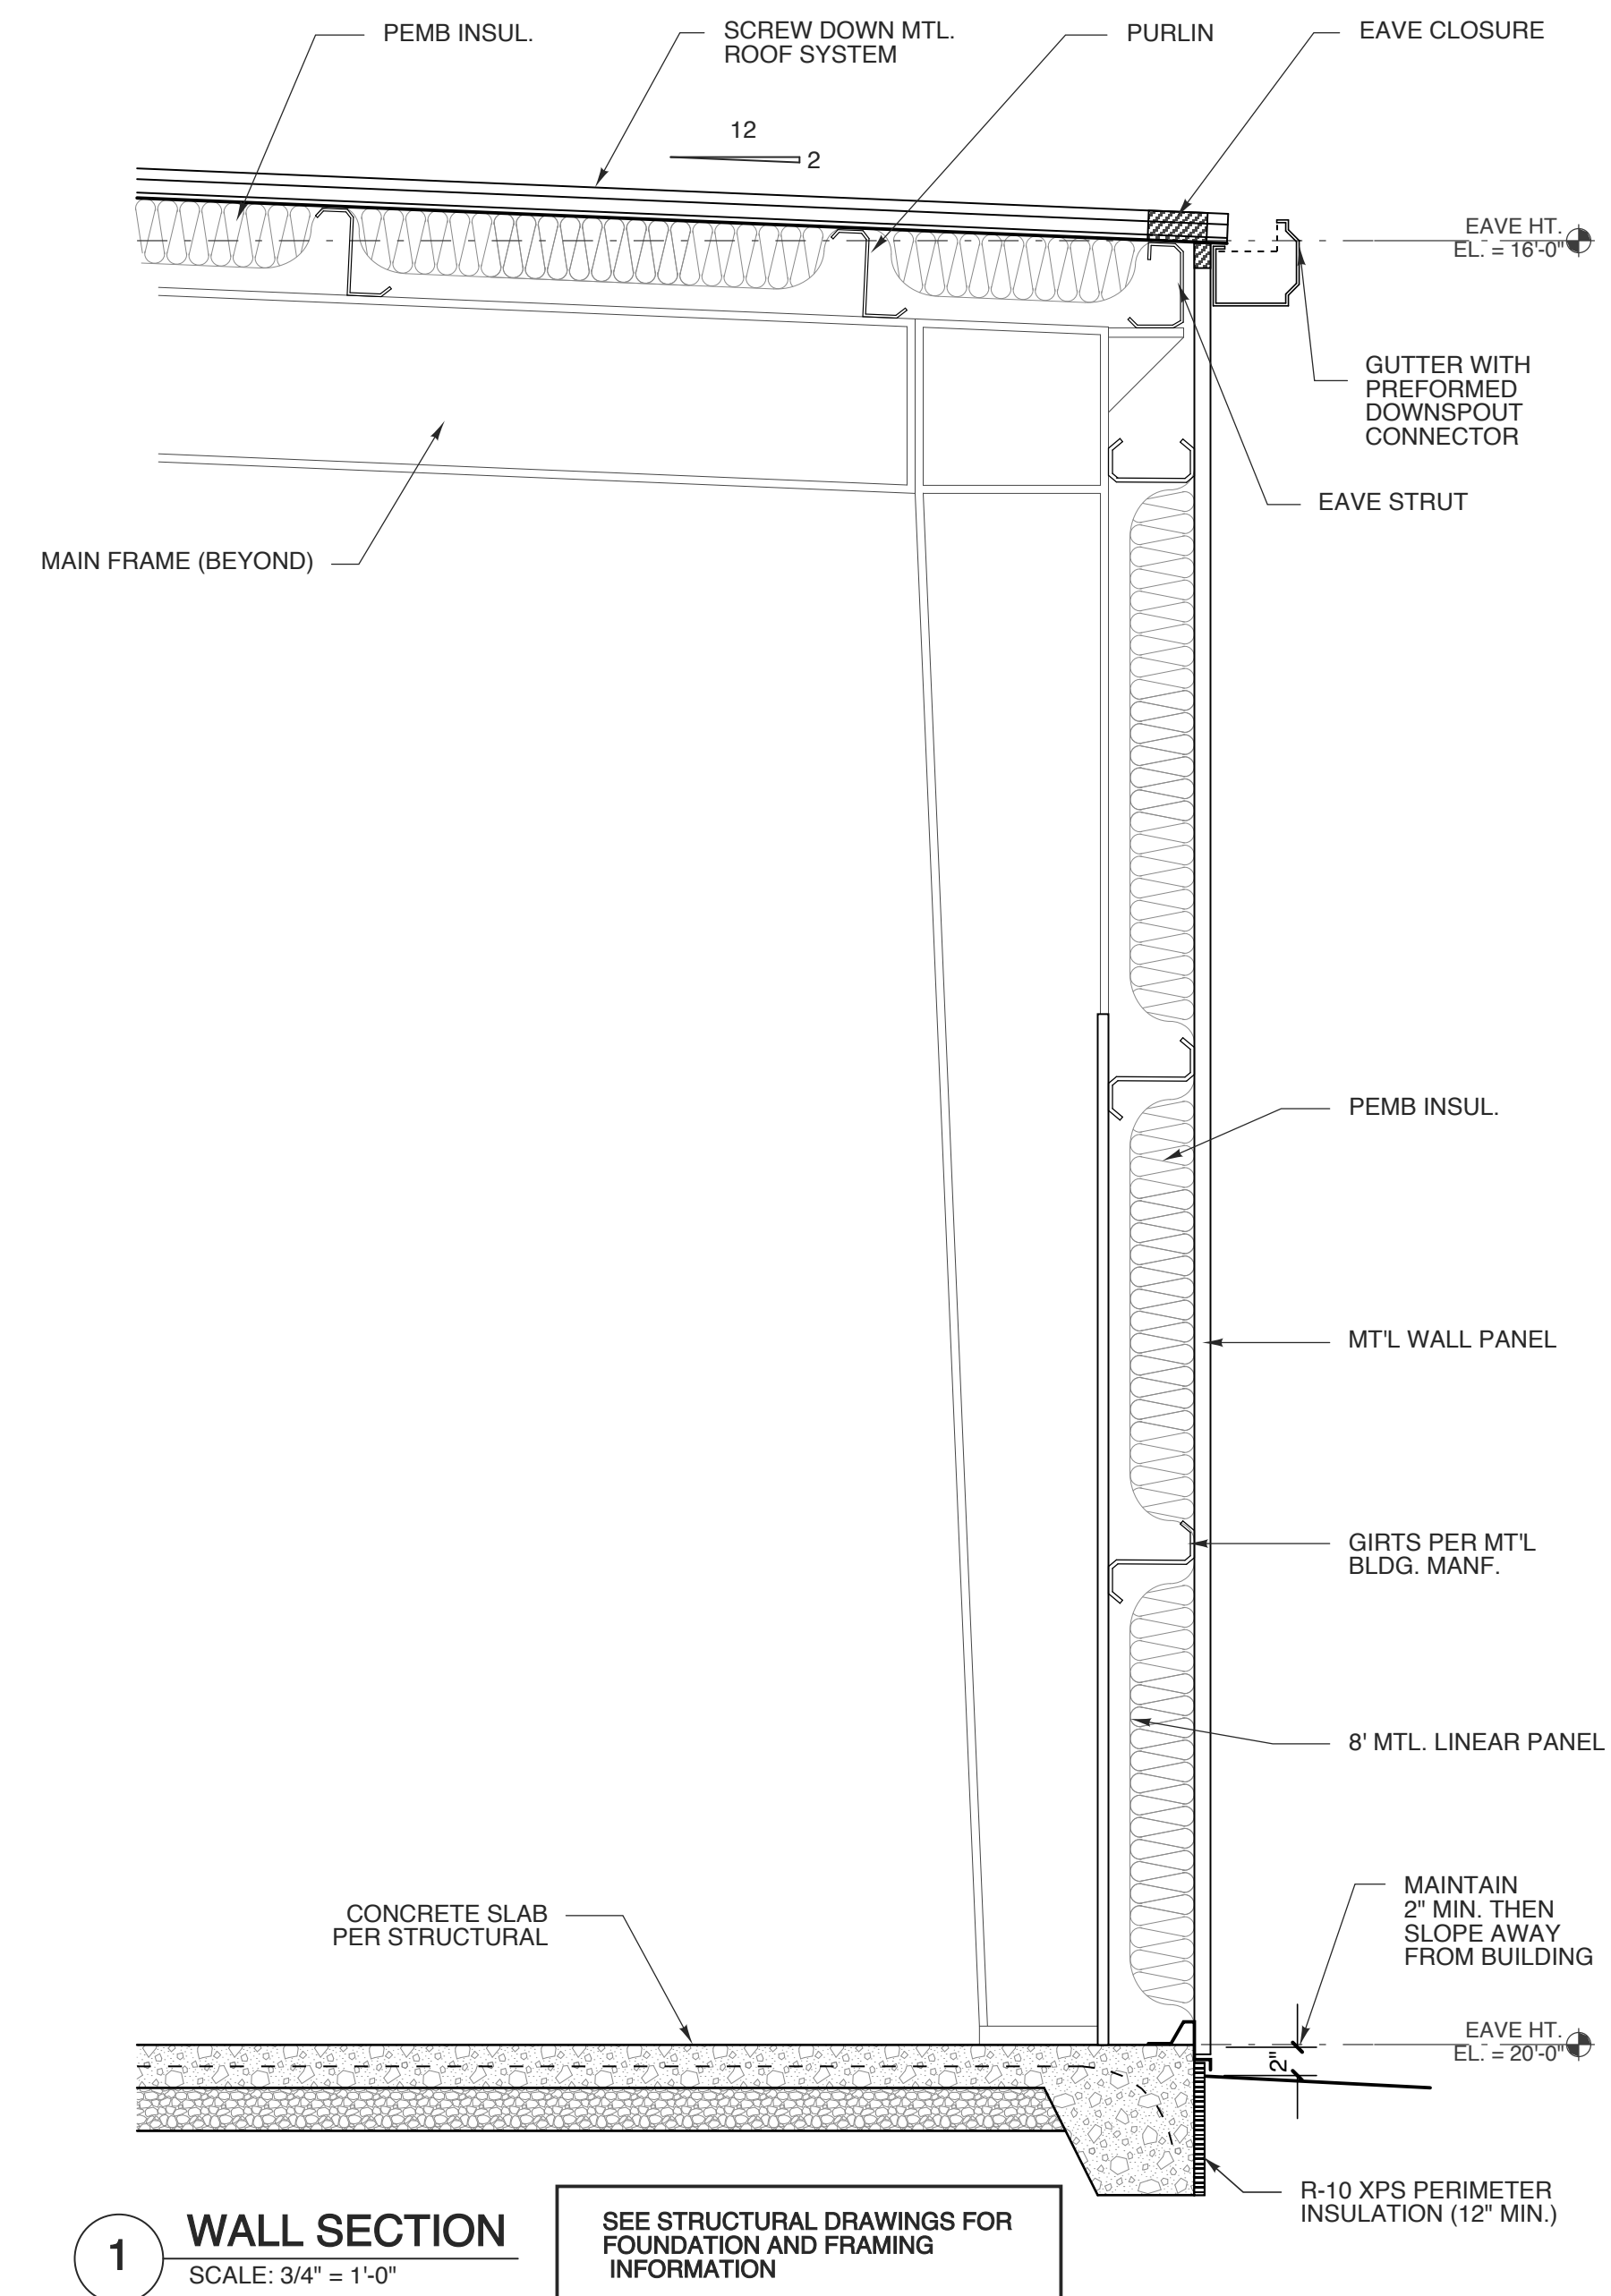 PEMB INSUL.
SCREW DOWN MTL.
ROOF SYSTEM
PURLIN
EAVE CLOSURE
12
2
EAVE HT.
EL. = 16'-0"
GUTTER WITH
PREFORMED
DOWNSPOUT
CONNECTOR
EAVE STRUT
MAIN FRAME (BEYOND)
PEMB INSUL.
MT'L WALL PANEL
GIRTS PER MT'L
BLDG. MANF.
8' MTL. LINEAR PANEL
MAINTAIN
2" MIN. THEN
SLOPE AWAY
FROM BUILDING
CONCRETE SLAB
PER STRUCTURAL
EAVE HT.
EL. = 20'-0"
2"
R-10 XPS PERIMETER
INSULATION (12" MIN.)
1
WALL SECTION
SCALE: 3/4" = 1'-0"
SEE STRUCTURAL DRAWINGS FOR
FOUNDATION AND FRAMING
INFORMATION